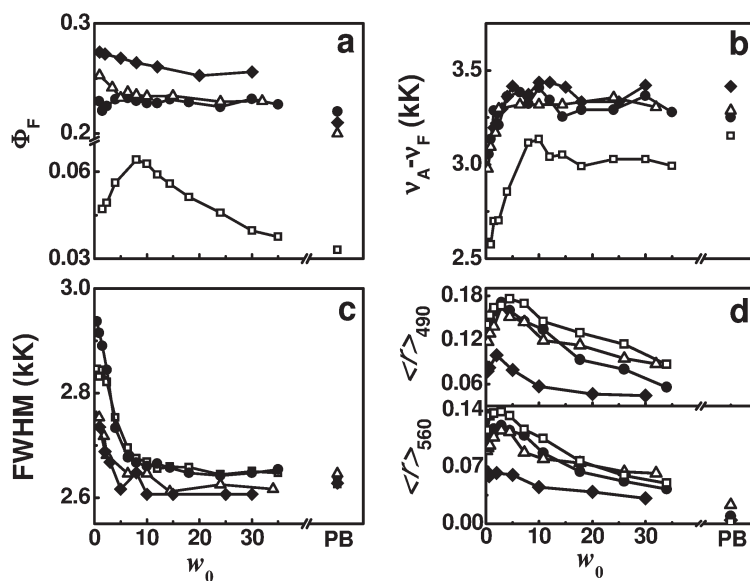 0.3
a
Φ_F
0.2
0.06
0.03
b
ν_A-ν_F (kK)
3.5
3.0
2.5
3.0
c
FWHM (kK)
2.8
2.6
0 10 20 30 PB
w_0
0.18
d
<r>_490
0.06
0.14
<r>_560
0.07
0.00
0 10 20 30 PB
w_0